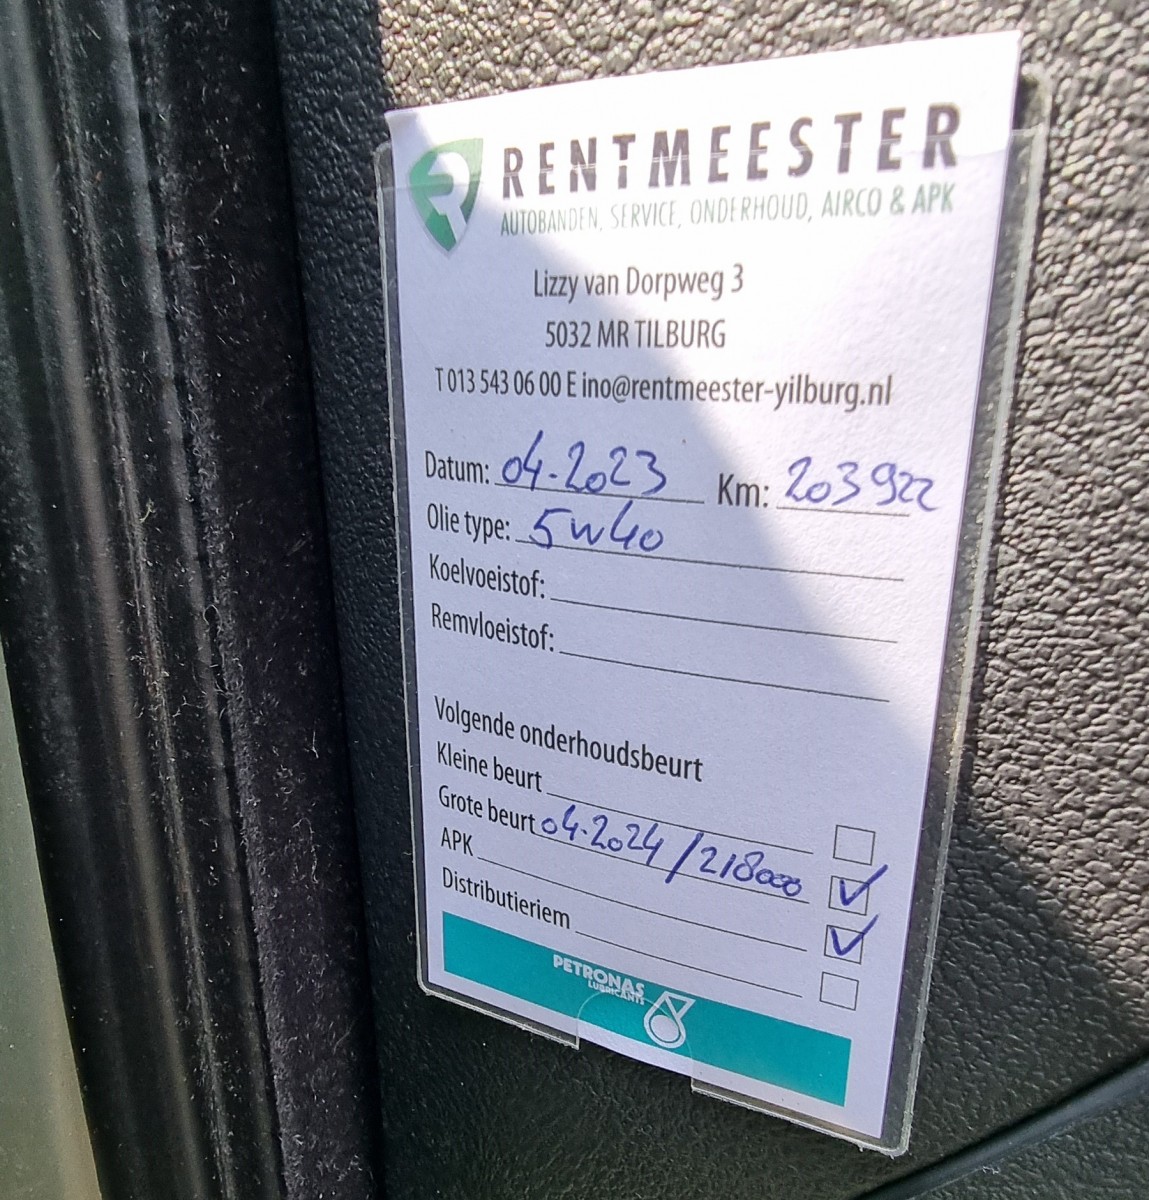 RENTMEESTER
AUTOBANDEN, SERVICE, ONDERHOUD, AIRCO & APK
Lizzy van Dorpweg 3
5032 MR TILBURG
T 013 543 06 00 E ino@rentmeester-yilburg.nl
Datum: 04-2023 Km: 203922
Olie type: 5w40
Koelvoeistof:
Remvloeistof:
Volgende onderhoudsbeurt
Kleine beurt
Grote beurt 04-2024/218000
APK
Distributieriem
PETRONAS
LUBRICANTS